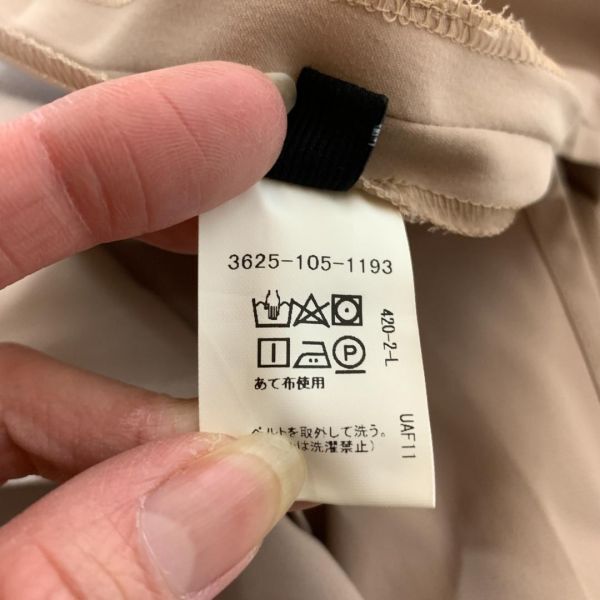 3625-105-1193
420-2-L
あて布使用
ベルトを取外して洗う。
は洗濯禁止)
UAF11